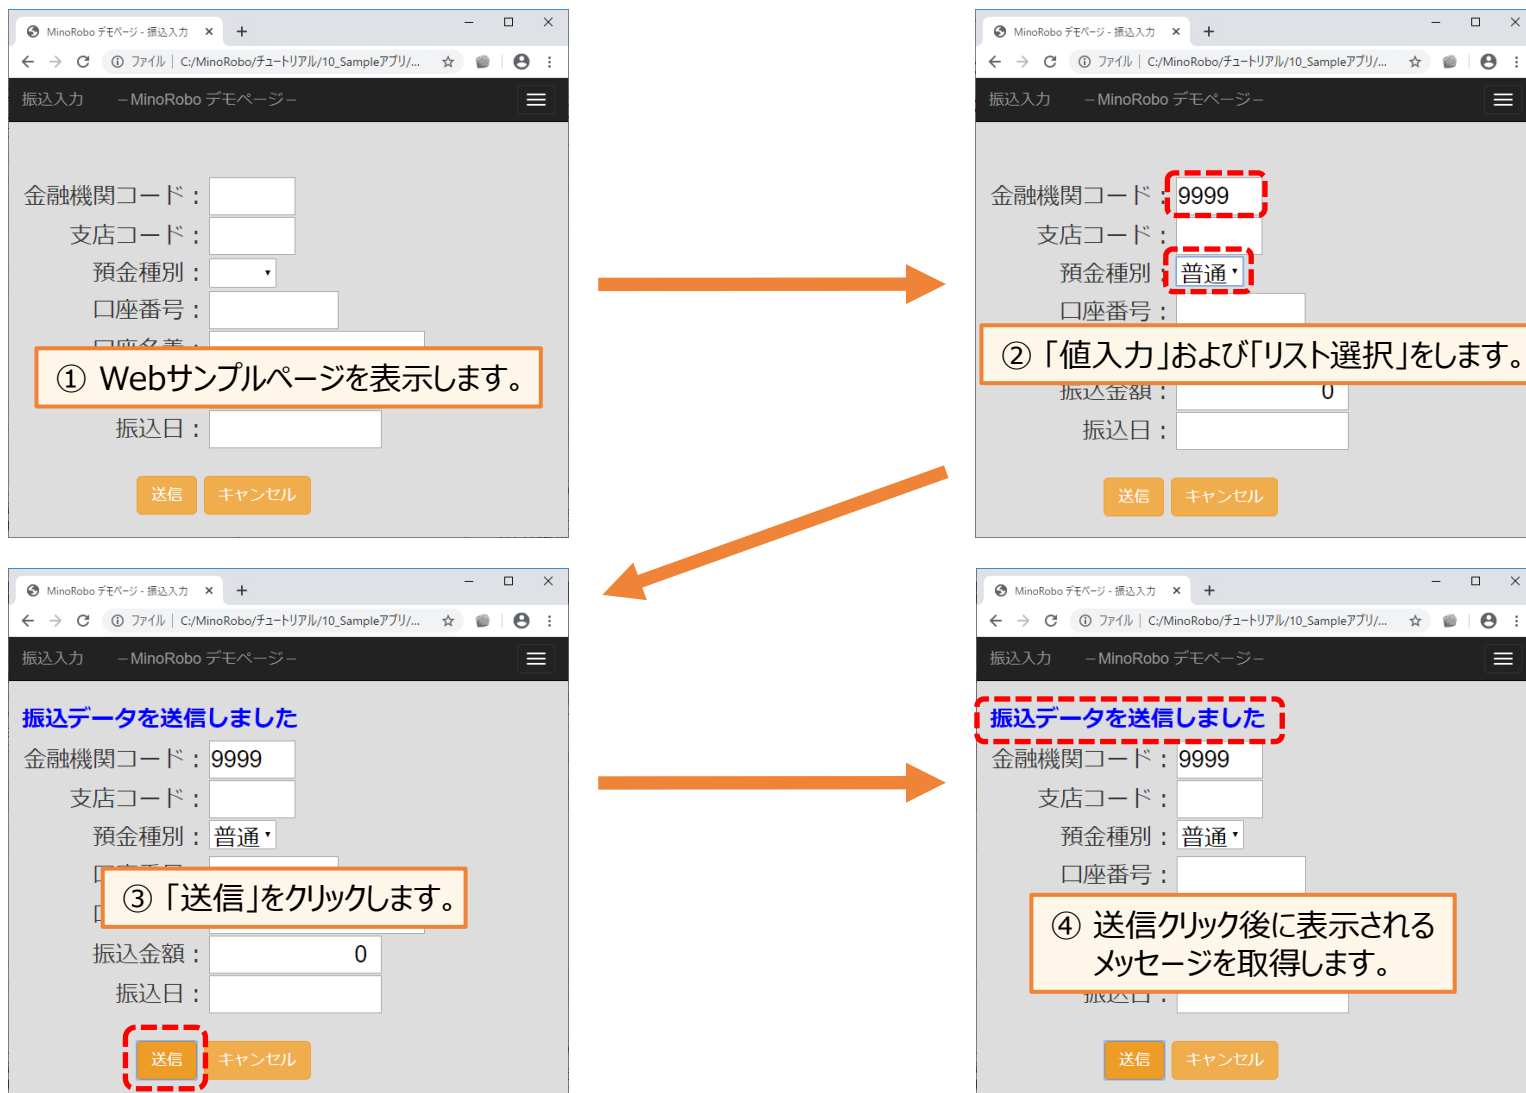 MinoRobo デモページ - 振込入力
ファイル | C:/MinoRobo/チュートリアル/10_Sampleアプリ/...
振込入力 －MinoRobo デモページ－
金融機関コード：
支店コード：
預金種別：
口座番号：
口座名義：
① Webサンプルページを表示します。
振込日：
送信 キャンセル
MinoRobo デモページ - 振込入力
ファイル | C:/MinoRobo/チュートリアル/10_Sampleアプリ/...
振込入力 －MinoRobo デモページ－
金融機関コード：9999
支店コード：
預金種別：普通
口座番号：
②「値入力」および「リスト選択」をします。
振込金額：0
振込日：
送信 キャンセル
MinoRobo デモページ - 振込入力
ファイル | C:/MinoRobo/チュートリアル/10_Sampleアプリ/...
振込入力 －MinoRobo デモページ－
振込データを送信しました
金融機関コード：9999
支店コード：
預金種別：普通
③「送信」をクリックします。
振込金額：0
振込日：
送信 キャンセル
MinoRobo デモページ - 振込入力
ファイル | C:/MinoRobo/チュートリアル/10_Sampleアプリ/...
振込入力 －MinoRobo デモページ－
振込データを送信しました
金融機関コード：9999
支店コード：
預金種別：普通
口座番号：
④ 送信クリック後に表示される
メッセージを取得します。
振込日：
送信 キャンセル